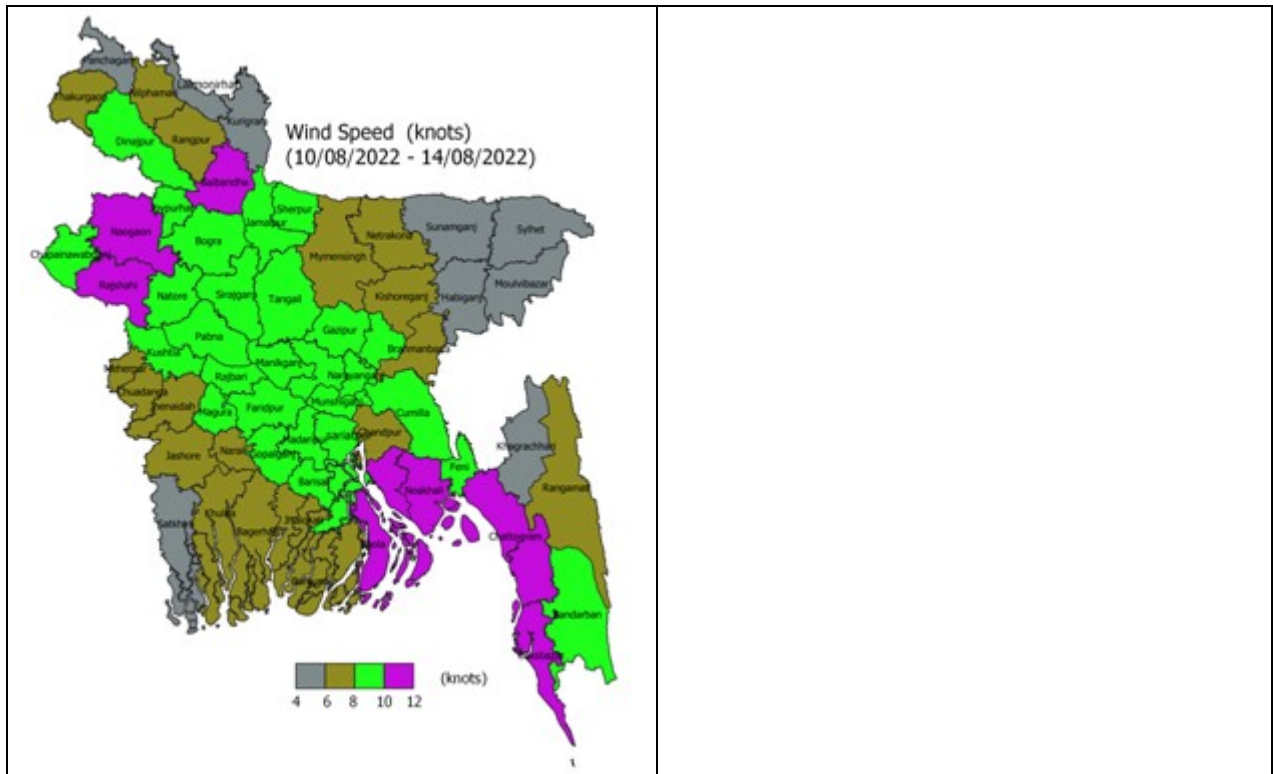 Panchagarh
Nilphamari
Lalmonirhat
Thakurgaon
Kurigram
Wind Speed (knots)
(10/08/2022 - 14/08/2022)
Dinajpur
Rangpur
Gaibandha
Joypurhat
Sherpur
Jamalpur
Naogaon
Bogra
Netrakona
Sunamganj
Sylhet
Chapainawabganj
Mymensingh
Rajshahi
Natore
Sirajganj
Tangail
Kishoreganj
Habiganj
Moulvibazar
Pabna
Gazipur
Kushtia
Manikganj
Brahmanbaria
Meherpur
Rajbari
Narayanganj
Chuadanga
Jhenaidah
Magura
Faridpur
Munshiganj
Cumilla
Madaripur
Chandpur
Jashore
Narail
Gopalganj
Khagrachhari
Barisal
Feni
Noakhali
Rangamati
Satkhira
Khulna
Bagerhat
Bhola
Chattogram
Bandarban
4 6 8 10 12 (knots)